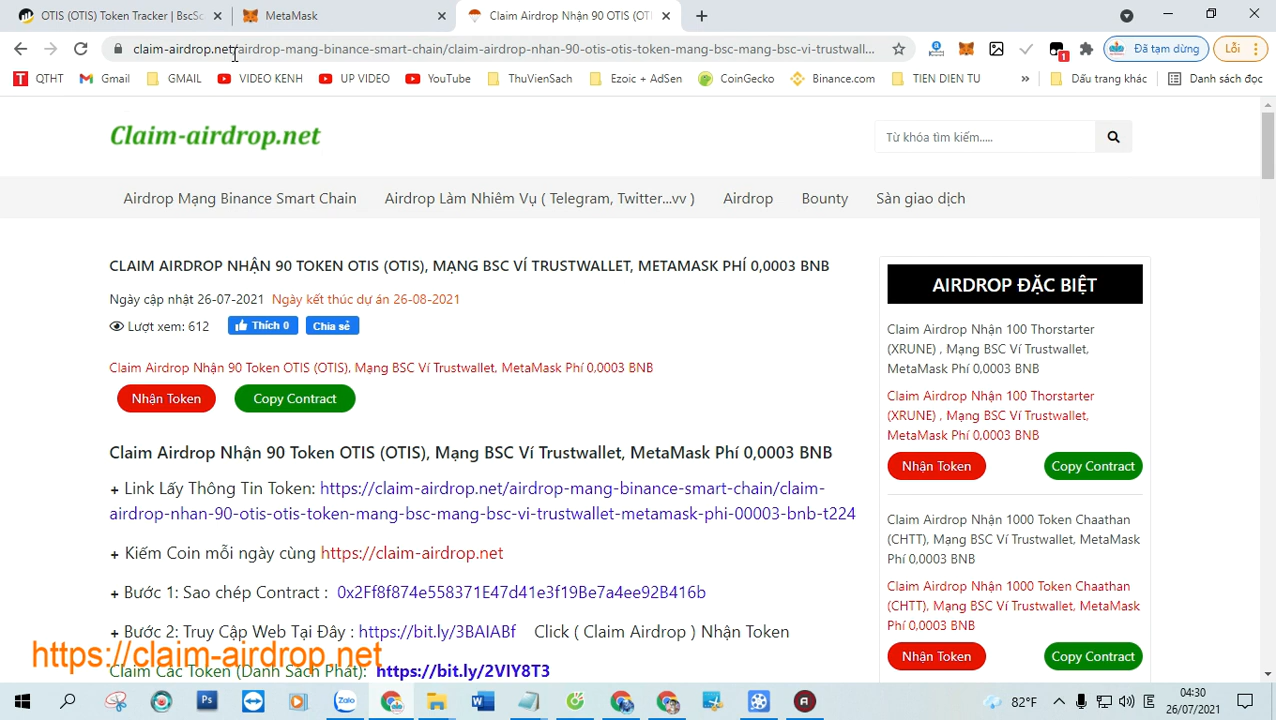 OTIS (OTIS) Token Tracker | BscSc
MetaMask
Claim Airdrop Nhận 90 OTIS (OTI
claim-airdrop.net/airdrop-mang-binance-smart-chain/claim-airdrop-nhan-90-otis-otis-token-mang-bsc-mang-bsc-vi-trustwall...
1
Đã tạm dừng
Lỗi
QTHT
Gmail
GMAIL
VIDEO KENH
UP VIDEO
YouTube
ThuVienSach
Ezoic + AdSen
CoinGecko
Binance.com
TIEN DIEN TU
»
Dấu trang khác
Danh sách đọc
Claim-airdrop.net
Từ khóa tìm kiếm.....
Airdrop Mạng Binance Smart Chain
Airdrop Làm Nhiêm Vụ ( Telegram, Twitter...vv )
Airdrop
Bounty
Sàn giao dịch
CLAIM AIRDROP NHẬN 90 TOKEN OTIS (OTIS), MẠNG BSC VÍ TRUSTWALLET, METAMASK PHÍ 0,0003 BNB
Ngày cập nhật 26-07-2021 Ngày kết thúc dự án 26-08-2021
Lượt xem: 612
Thích 0
Chia sẻ
Claim Airdrop Nhận 90 Token OTIS (OTIS), Mạng BSC Ví Trustwallet, MetaMask Phí 0,0003 BNB
Nhận Token
Copy Contract
Claim Airdrop Nhận 90 Token OTIS (OTIS), Mạng BSC Ví Trustwallet, MetaMask Phí 0,0003 BNB
+ Link Lấy Thông Tin Token: https://claim-airdrop.net/airdrop-mang-binance-smart-chain/claim-
airdrop-nhan-90-otis-otis-token-mang-bsc-mang-bsc-vi-trustwallet-metamask-phi-00003-bnb-t224
+ Kiếm Coin mỗi ngày cùng https://claim-airdrop.net
+ Bước 1: Sao chép Contract : 0x2Ff8f874e558371E47d41e3f19Be7a4ee92B416b
+ Bước 2: Truy Cập Web Tại Đây : https://bit.ly/3BAIABf Click ( Claim Airdrop ) Nhận Token
Claim Các Token (Danh Sách Phát): https://bit.ly/2VIY8T3
https://claim-airdrop.net
AIRDROP ĐẶC BIỆT
Claim Airdrop Nhận 100 Thorstarter
(XRUNE) , Mạng BSC Ví Trustwallet,
MetaMask Phí 0,0003 BNB
Claim Airdrop Nhận 100 Thorstarter
(XRUNE) , Mạng BSC Ví Trustwallet,
MetaMask Phí 0,0003 BNB
Nhận Token
Copy Contract
Claim Airdrop Nhận 1000 Token Chaathan
(CHTT), Mạng BSC Ví Trustwallet, MetaMask
Phí 0,0003 BNB
Claim Airdrop Nhận 1000 Token Chaathan
(CHTT), Mạng BSC Ví Trustwallet, MetaMask
Phí 0,0003 BNB
Nhận Token
Copy Contract
Ps
Zalo
82°F
04:30
26/07/2021